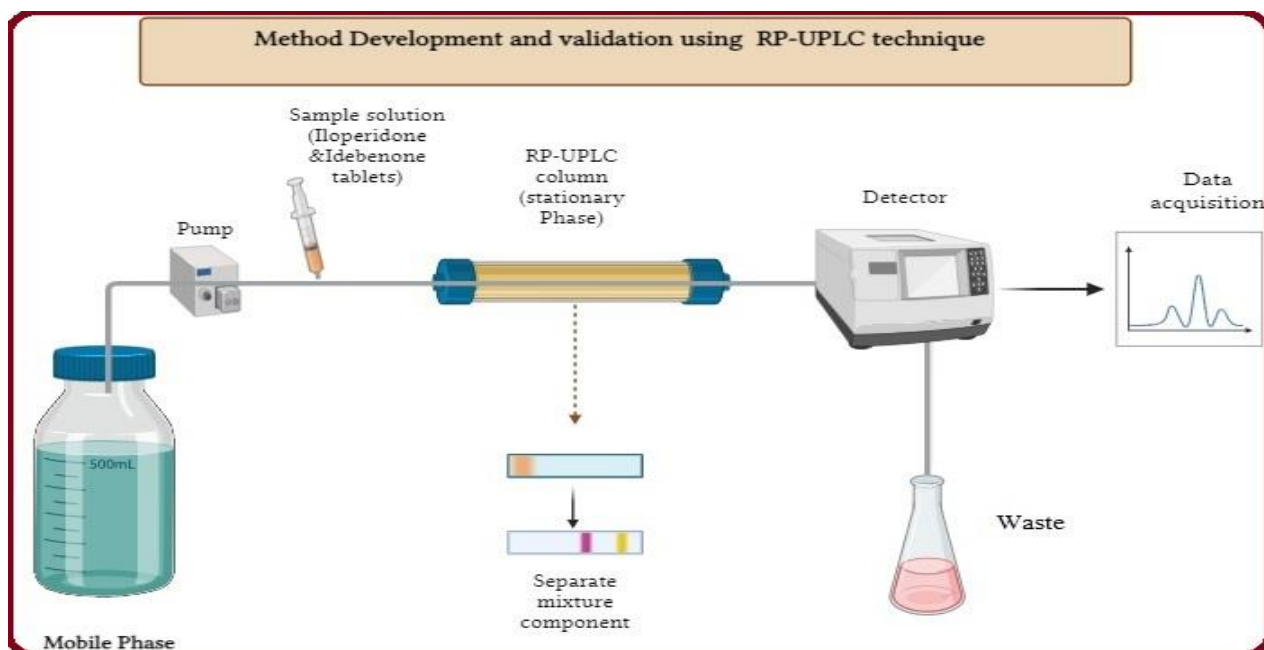 Method Development and validation using RP-UPLC technique
Sample solution
(Iloperidone
&Idebenone
tablets)
RP-UPLC
column
(stationary
Phase)
Pump
Detector
Data
acquisition
500mL
Separate
mixture
component
Waste
Mobile Phase